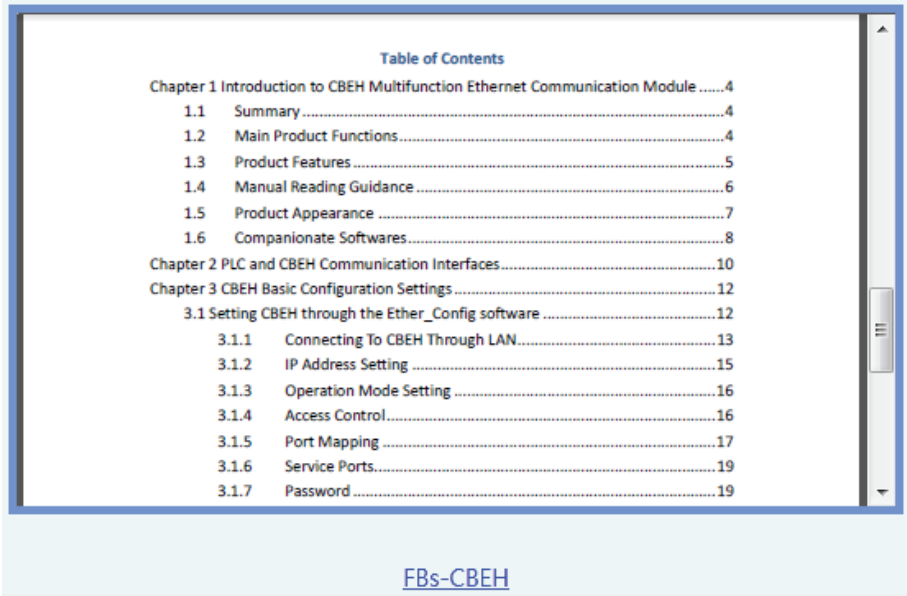 Table of Contents
Chapter 1 Introduction to CBEH Multifunction Ethernet Communication Module ......4
1.1 Summary ..........4
1.2 Main Product Functions ..........4
1.3 Product Features ..........5
1.4 Manual Reading Guidance ..........6
1.5 Product Appearance ..........7
1.6 Companionate Softwares ..........8
Chapter 2 PLC and CBEH Communication Interfaces ..........10
Chapter 3 CBEH Basic Configuration Settings ..........12
3.1 Setting CBEH through the Ether_Config software ..........12
3.1.1 Connecting To CBEH Through LAN ..........13
3.1.2 IP Address Setting ..........15
3.1.3 Operation Mode Setting ..........16
3.1.4 Access Control ..........16
3.1.5 Port Mapping ..........17
3.1.6 Service Ports ..........19
3.1.7 Password ..........19
FBs-CBEH